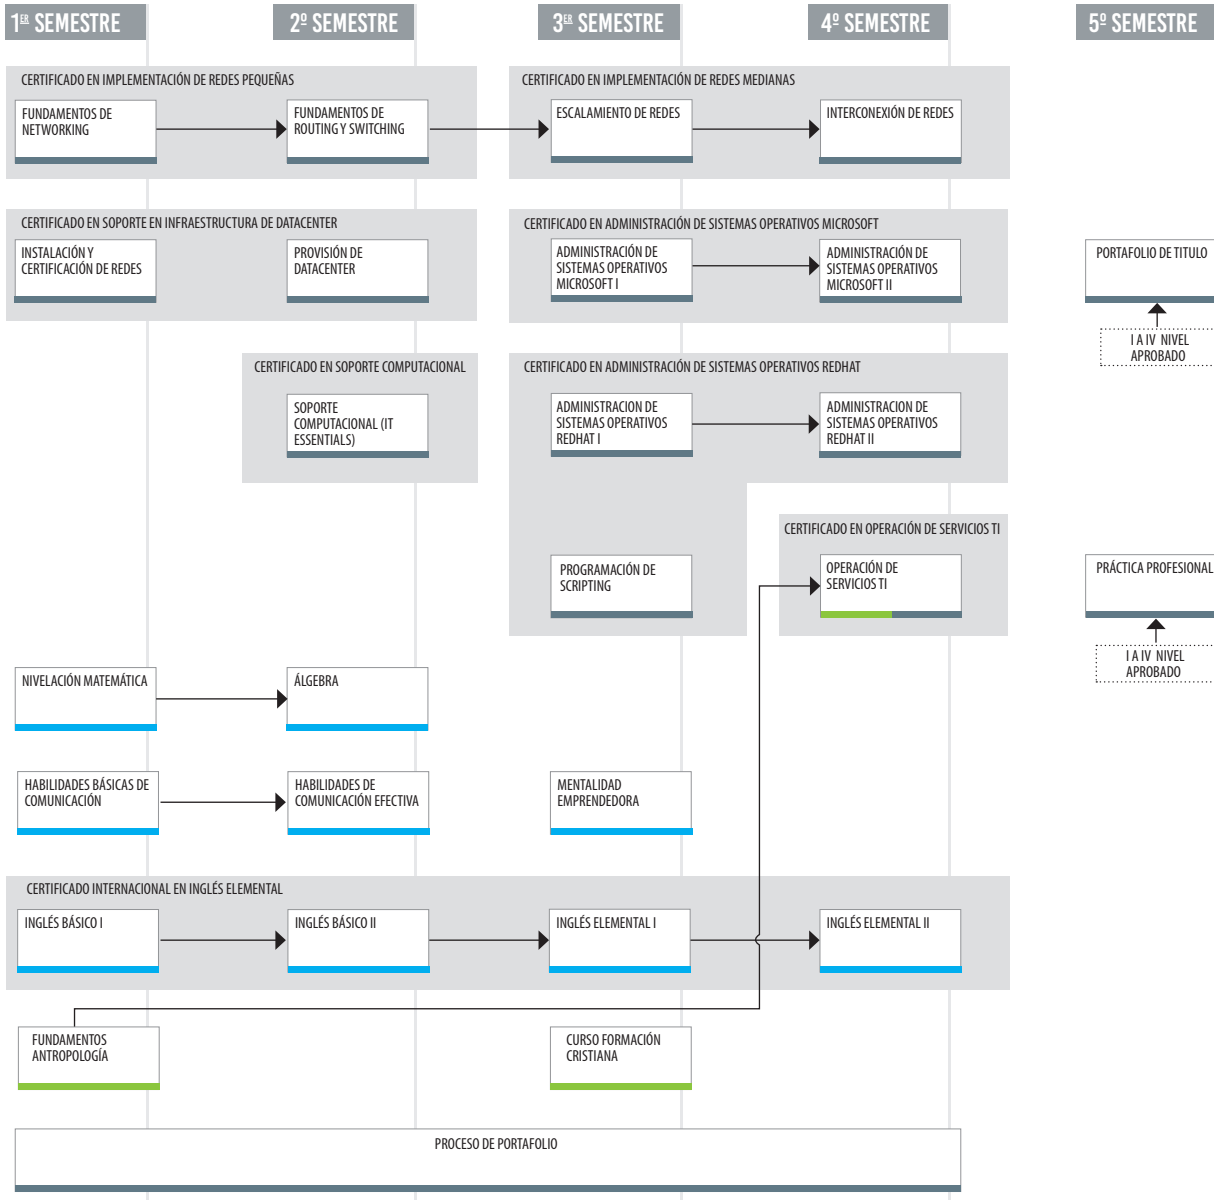 1ER SEMESTRE
2º SEMESTRE
3ER SEMESTRE
4º SEMESTRE
5º SEMESTRE
CERTIFICADO EN IMPLEMENTACIÓN DE REDES PEQUEÑAS
CERTIFICADO EN IMPLEMENTACIÓN DE REDES MEDIANAS
FUNDAMENTOS DE
NETWORKING
FUNDAMENTOS DE
ROUTING Y SWITCHING
ESCALAMIENTO DE REDES
INTERCONEXIÓN DE REDES
CERTIFICADO EN SOPORTE EN INFRAESTRUCTURA DE DATACENTER
CERTIFICADO EN ADMINISTRACIÓN DE SISTEMAS OPERATIVOS MICROSOFT
INSTALACIÓN Y
CERTIFICACIÓN DE REDES
PROVISIÓN DE
DATACENTER
ADMINISTRACIÓN DE
SISTEMAS OPERATIVOS
MICROSOFT I
ADMINISTRACIÓN DE
SISTEMAS OPERATIVOS
MICROSOFT II
PORTAFOLIO DE TITULO
I A IV NIVEL
APROBADO
CERTIFICADO EN SOPORTE COMPUTACIONAL
CERTIFICADO EN ADMINISTRACIÓN DE SISTEMAS OPERATIVOS REDHAT
SOPORTE
COMPUTACIONAL (IT
ESSENTIALS)
ADMINISTRACION DE
SISTEMAS OPERATIVOS
REDHAT I
ADMINISTRACION DE
SISTEMAS OPERATIVOS
REDHAT II
CERTIFICADO EN OPERACIÓN DE SERVICIOS TI
PROGRAMACIÓN DE
SCRIPTING
OPERACIÓN DE
SERVICIOS TI
PRÁCTICA PROFESIONAL
I A IV NIVEL
APROBADO
NIVELACIÓN MATEMÁTICA
ÁLGEBRA
HABILIDADES BÁSICAS DE
COMUNICACIÓN
HABILIDADES DE
COMUNICACIÓN EFECTIVA
MENTALIDAD
EMPRENDEDORA
CERTIFICADO INTERNACIONAL EN INGLÉS ELEMENTAL
INGLÉS BÁSICO I
INGLÉS BÁSICO II
INGLÉS ELEMENTAL I
INGLÉS ELEMENTAL II
FUNDAMENTOS
ANTROPOLOGÍA
CURSO FORMACIÓN
CRISTIANA
PROCESO DE PORTAFOLIO